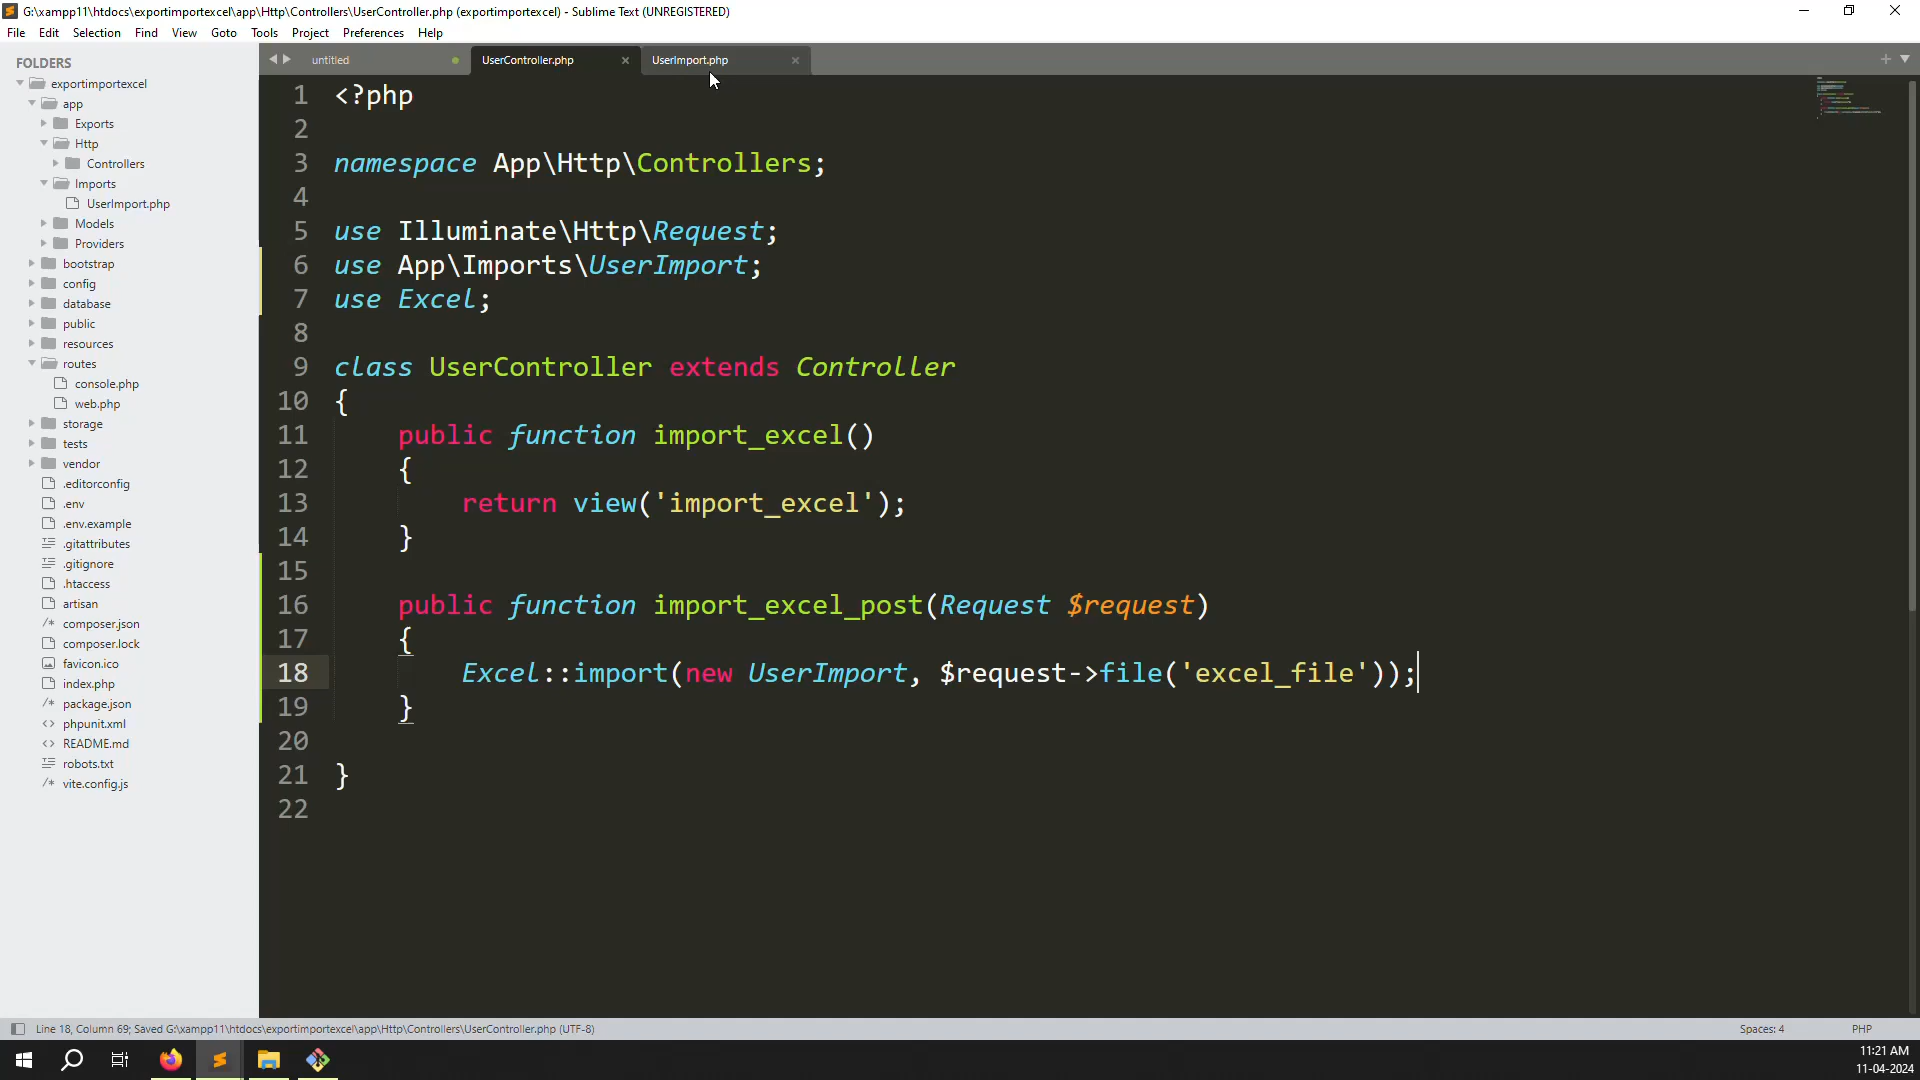 G:\xampp11\htdocs\exportimportexcel\app\Http\Controllers\UserController.php (exportimportexcel) - Sublime Text (UNREGISTERED)
File Edit Selection Find View Goto Tools Project Preferences Help
FOLDERS
exportimportexcel
app
Exports
Http
Controllers
Imports
UserImport.php
Models
Providers
bootstrap
config
database
public
resources
routes
console.php
web.php
storage
tests
vendor
.editorconfig
.env
.env.example
.gitattributes
.gitignore
.htaccess
artisan
composer.json
composer.lock
favicon.ico
index.php
package.json
phpunit.xml
README.md
robots.txt
vite.config.js
untitled UserController.php UserImport.php
1 <?php
2
3 namespace App\Http\Controllers;
4
5 use Illuminate\Http\Request;
6 use App\Imports\UserImport;
7 use Excel;
8
9 class UserController extends Controller
10 {
11 public function import_excel()
12 {
13 return view('import_excel');
14 }
15
16 public function import_excel_post(Request $request)
17 {
18 Excel::import(new UserImport, $request->file('excel_file'));
19 }
20
21 }
22
Line 18, Column 69; Saved G:\xampp11\htdocs\exportimportexcel\app\Http\Controllers\UserController.php (UTF-8) Spaces: 4 PHP
11:21 AM
11-04-2024